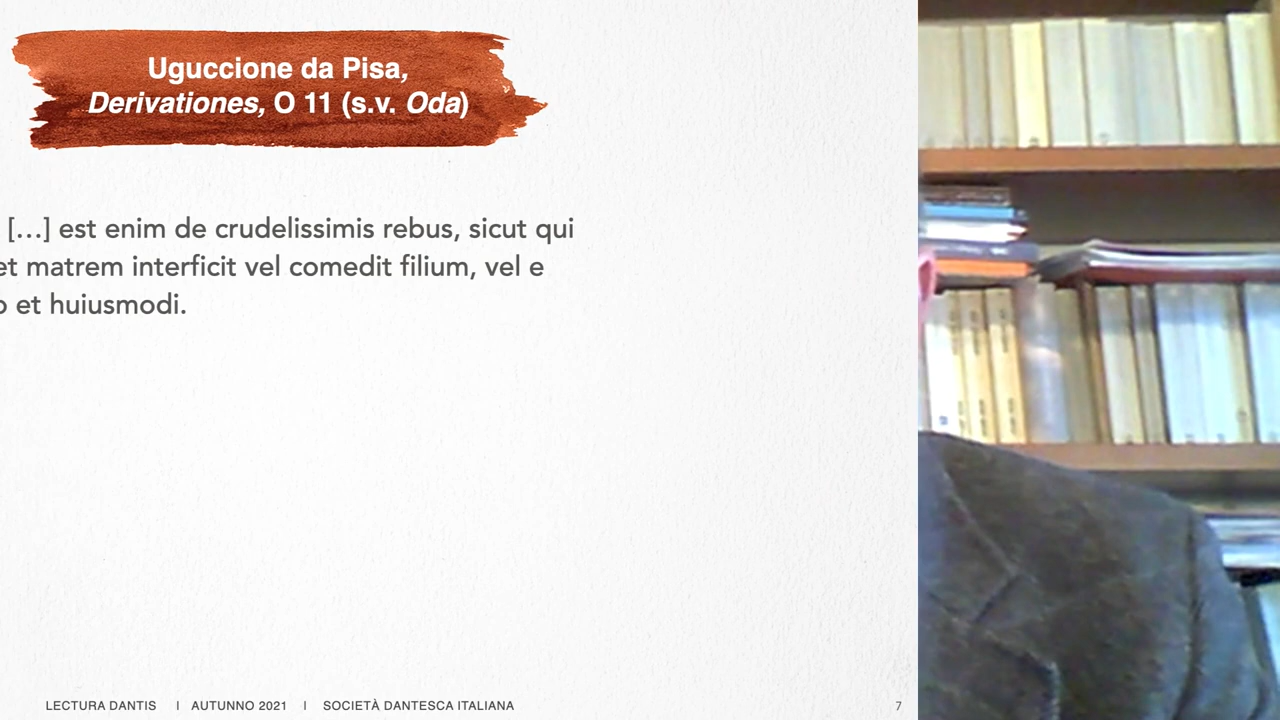 Uguccione da Pisa,
Derivationes, O 11 (s.v. Oda)
[…] est enim de crudelissimis rebus, sicut qui
et matrem interficit vel comedit filium, vel e
o et huiusmodi.
LECTURA DANTIS | AUTUNNO 2021 | SOCIETÀ DANTESCA ITALIANA 7